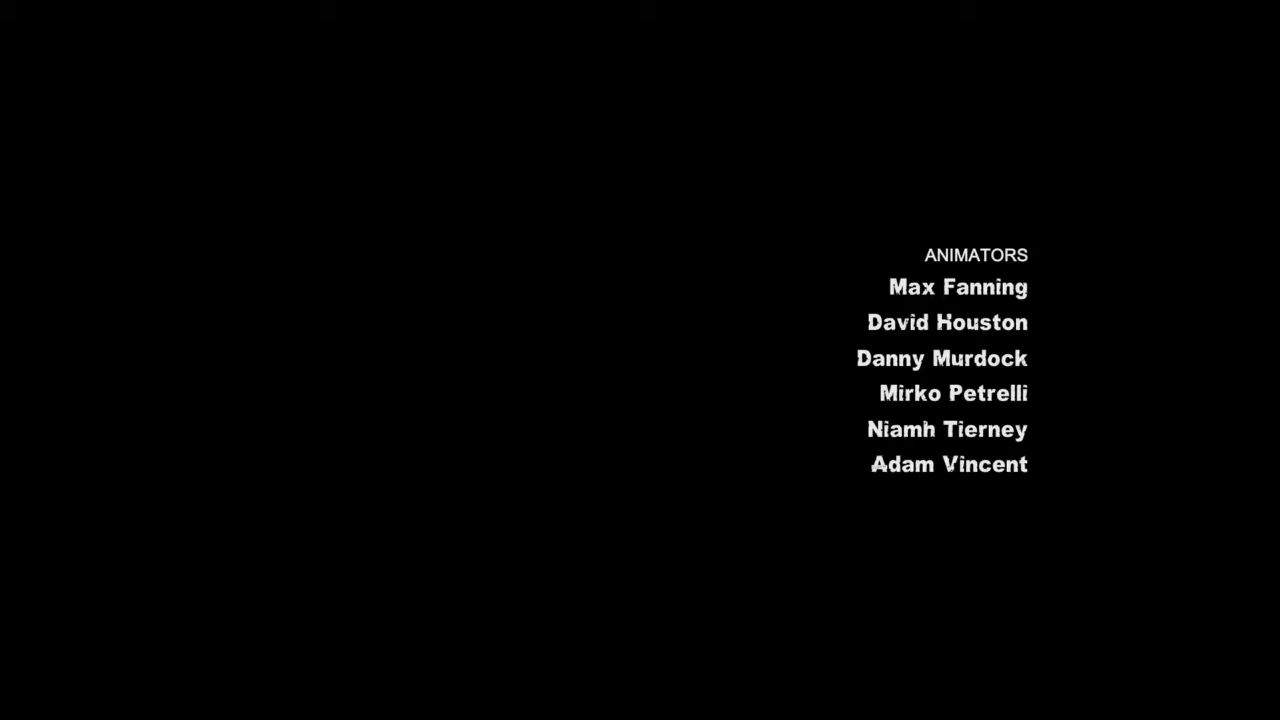 ANIMATORS
Max Fanning
David Houston
Danny Murdock
Mirko Petrelli
Niamh Tierney
Adam Vincent